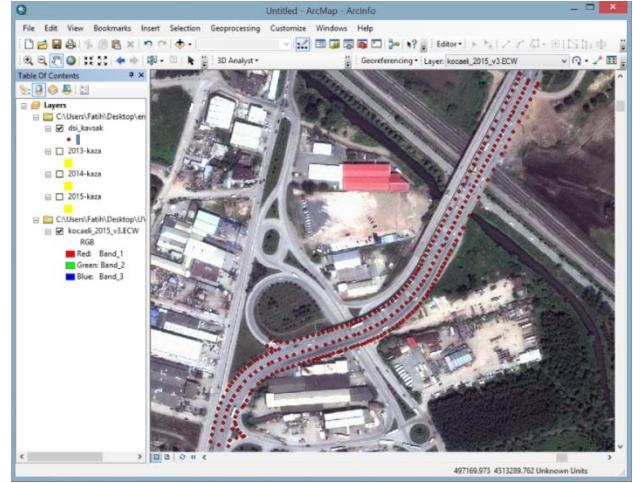 Untitled - ArcMap - ArcInfo
File Edit View Bookmarks Insert Selection Geoprocessing Customize Windows Help
Editor
3D Analyst Georeferencing Layer: kocaeli_2015_v3.ECW
Table Of Contents
Layers
C:\Users\Fatih\Desktop\en
dsi_kavsak
2013-kaza
2014-kaza
2015-kaza
C:\Users\Fatih\Desktop\UY
kocaeli_2015_v3.ECW
RGB
Red: Band_1
Green: Band_2
Blue: Band_3
497169.973 4513289.762 Unknown Units